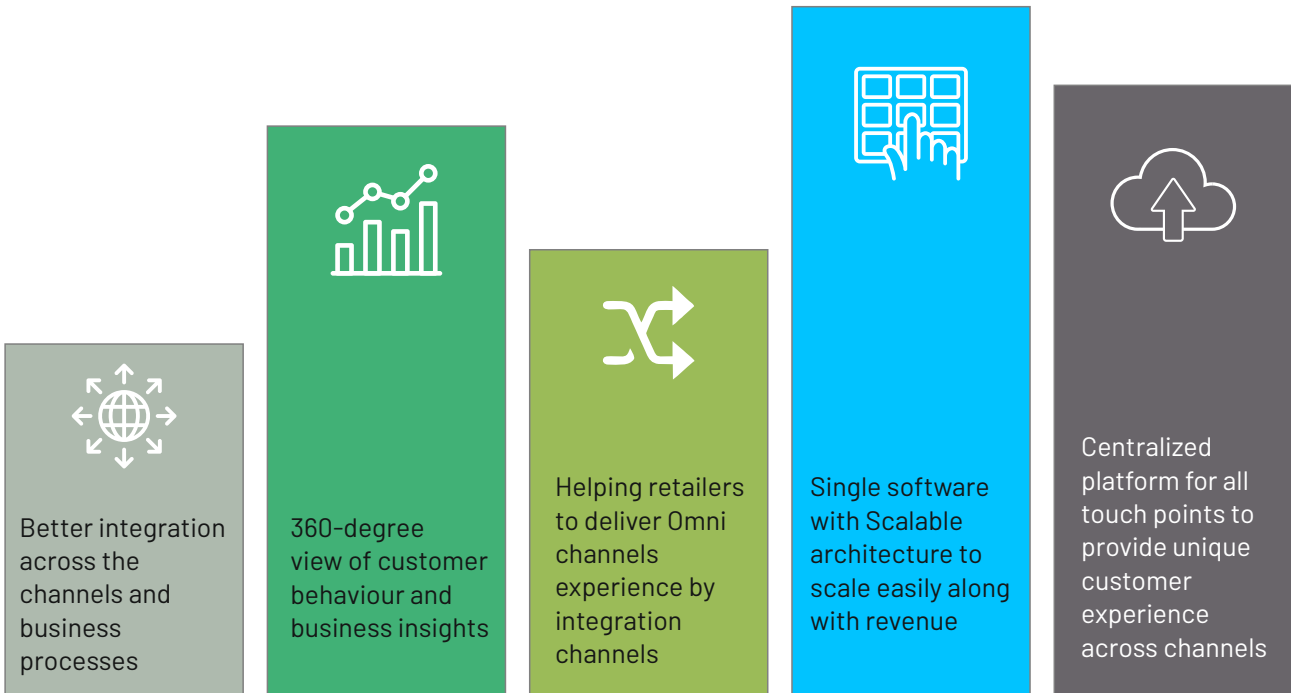 Better integration
across the
channels and
business
processes
360-degree
view of customer
behaviour and
business insights
Helping retailers
to deliver Omni
channels
experience by
integration
channels
Single software
with Scalable
architecture to
scale easily along
with revenue
Centralized
platform for all
touch points to
provide unique
customer
experience
across channels